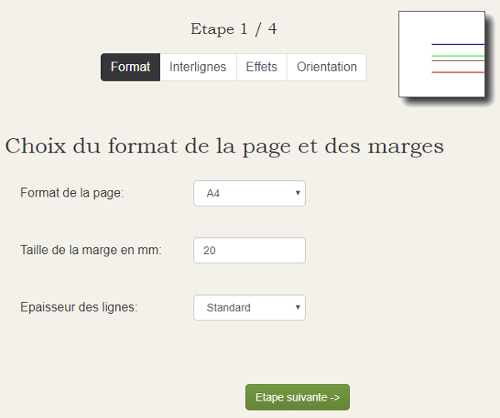 Etape 1 / 4
Format Interlignes Effets Orientation
Choix du format de la page et des marges
Format de la page: A4
Taille de la marge en mm: 20
Epaisseur des lignes: Standard
Etape suivante ->